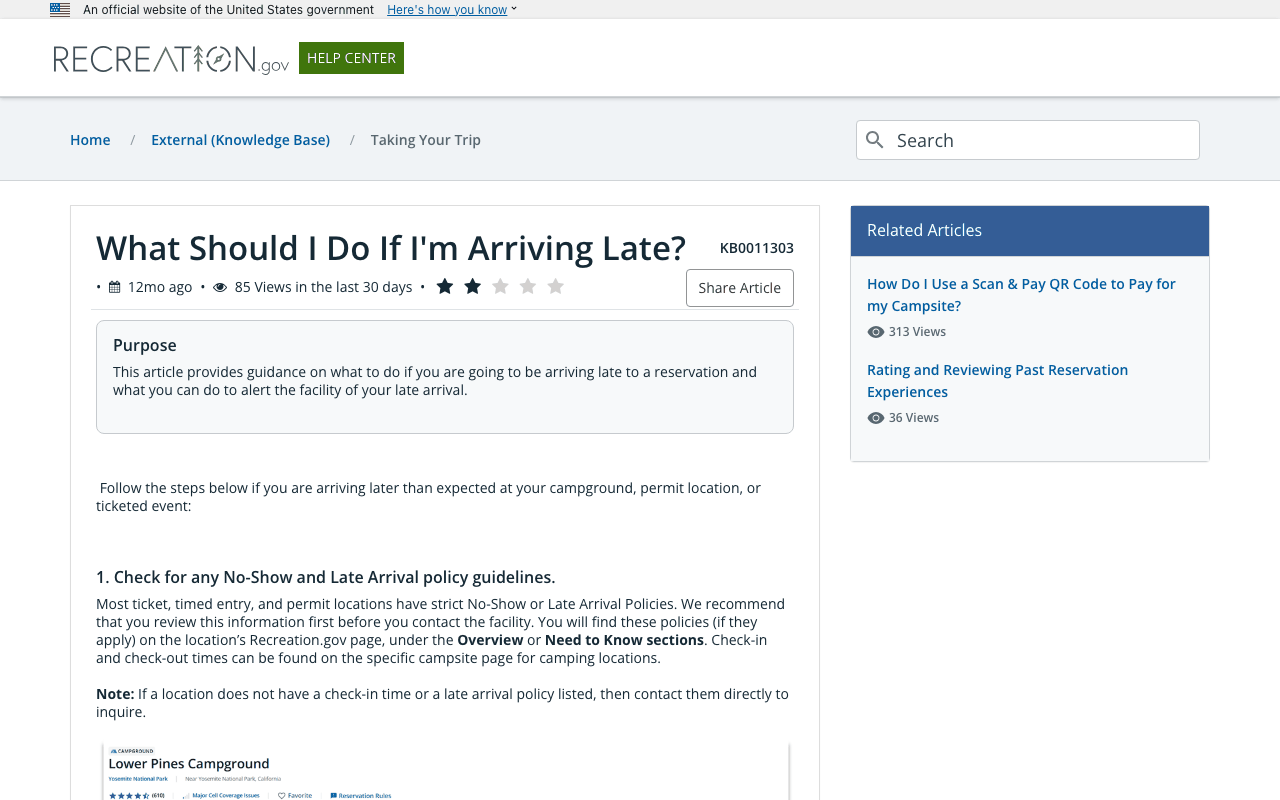 An official website of the United States government Here's how you know
RECREATION.gov HELP CENTER
Home / External (Knowledge Base) / Taking Your Trip
Search
What Should I Do If I'm Arriving Late? KB0011303
• 12mo ago • 85 Views in the last 30 days •
Share Article
Purpose
This article provides guidance on what to do if you are going to be arriving late to a reservation and
what you can do to alert the facility of your late arrival.
Follow the steps below if you are arriving later than expected at your campground, permit location, or
ticketed event:
1. Check for any No-Show and Late Arrival policy guidelines.
Most ticket, timed entry, and permit locations have strict No-Show or Late Arrival Policies. We recommend
that you review this information first before you contact the facility. You will find these policies (if they
apply) on the location’s Recreation.gov page, under the Overview or Need to Know sections. Check-in
and check-out times can be found on the specific campsite page for camping locations.
Note: If a location does not have a check-in time or a late arrival policy listed, then contact them directly to
inquire.
CAMPGROUND
Lower Pines Campground
Yosemite National Park | Near Yosemite National Park, California
(610) Major Cell Coverage Issues Favorite Reservation Rules
Related Articles
How Do I Use a Scan & Pay QR Code to Pay for
my Campsite?
313 Views
Rating and Reviewing Past Reservation
Experiences
36 Views